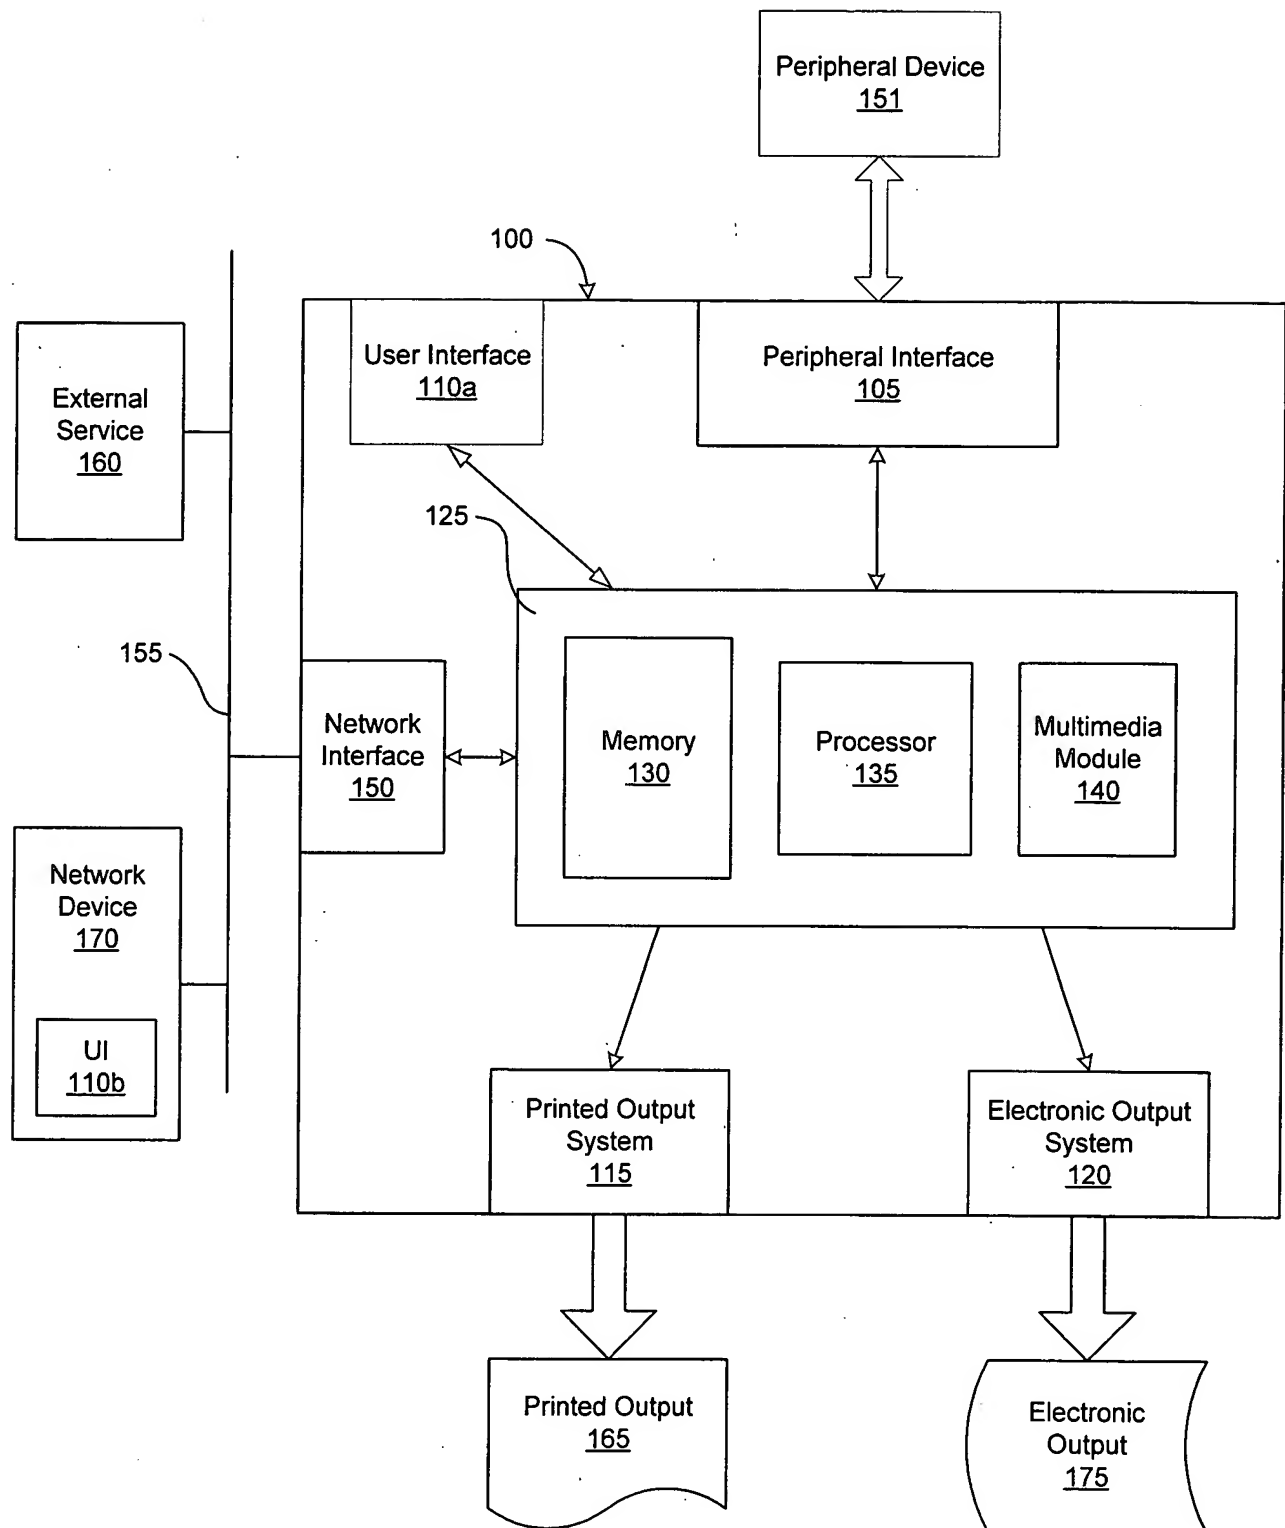 Peripheral Device
151
100
User Interface
110a
Peripheral Interface
105
External
Service
160
125
155
Network
Interface
150
Memory
130
Processor
135
Multimedia
Module
140
Network
Device
170
UI
110b
Printed Output
System
115
Electronic Output
System
120
Printed Output
165
Electronic
Output
175